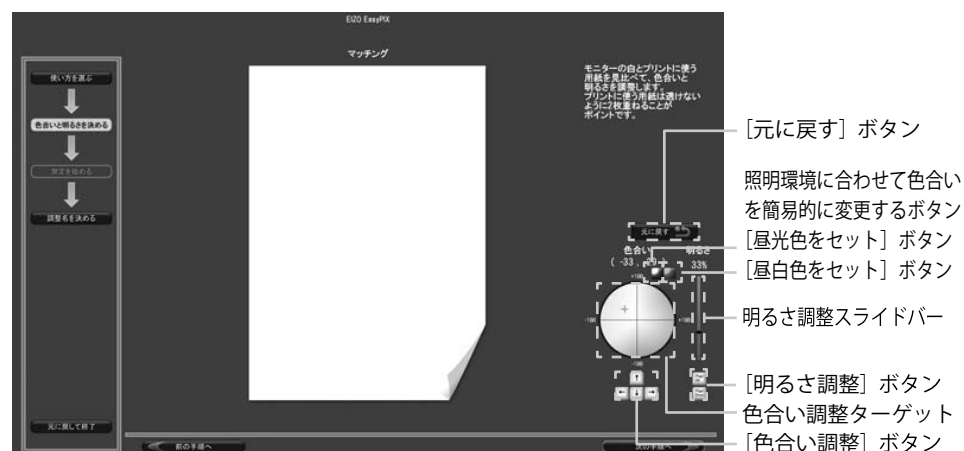 EIZO EasyPIX
マッチング
使い方を選ぶ
色合いと明るさを決める
測定を始める
調整名を決める
元に戻して終了
モニターの白とプリントに使う
用紙を見比べて、色合いと
明るさを調整します。
プリントに使う用紙は透けない
ように2枚重ねることが
ポイントです。
元に戻す
色合い
明るさ
33%
+100
-100
+100
-100
前の手順へ
次の手順へ
［元に戻す］ボタン
照明環境に合わせて色合い
を簡易的に変更するボタン
［昼光色をセット］ボタン
［昼白色をセット］ボタン
明るさ調整スライドバー
［明るさ調整］ボタン
色合い調整ターゲット
［色合い調整］ボタン